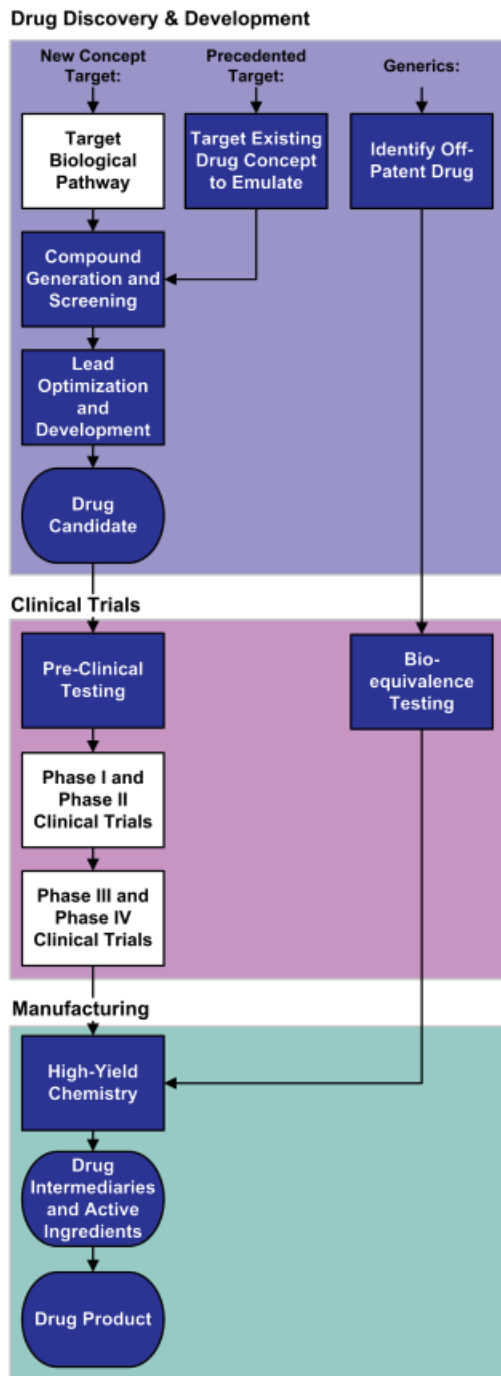 Drug Discovery & Development
New Concept
Target:
Precedented
Target:
Generics:
Target
Biological
Pathway
Target Existing
Drug Concept
to Emulate
Identify Off-
Patent Drug
Compound
Generation and
Screening
Lead
Optimization
and
Development
Drug
Candidate
Clinical Trials
Pre-Clinical
Testing
Bio-
equivalence
Testing
Phase I and
Phase II
Clinical Trials
Phase III and
Phase IV
Clinical Trials
Manufacturing
High-Yield
Chemistry
Drug
Intermediaries
and Active
Ingredients
Drug Product